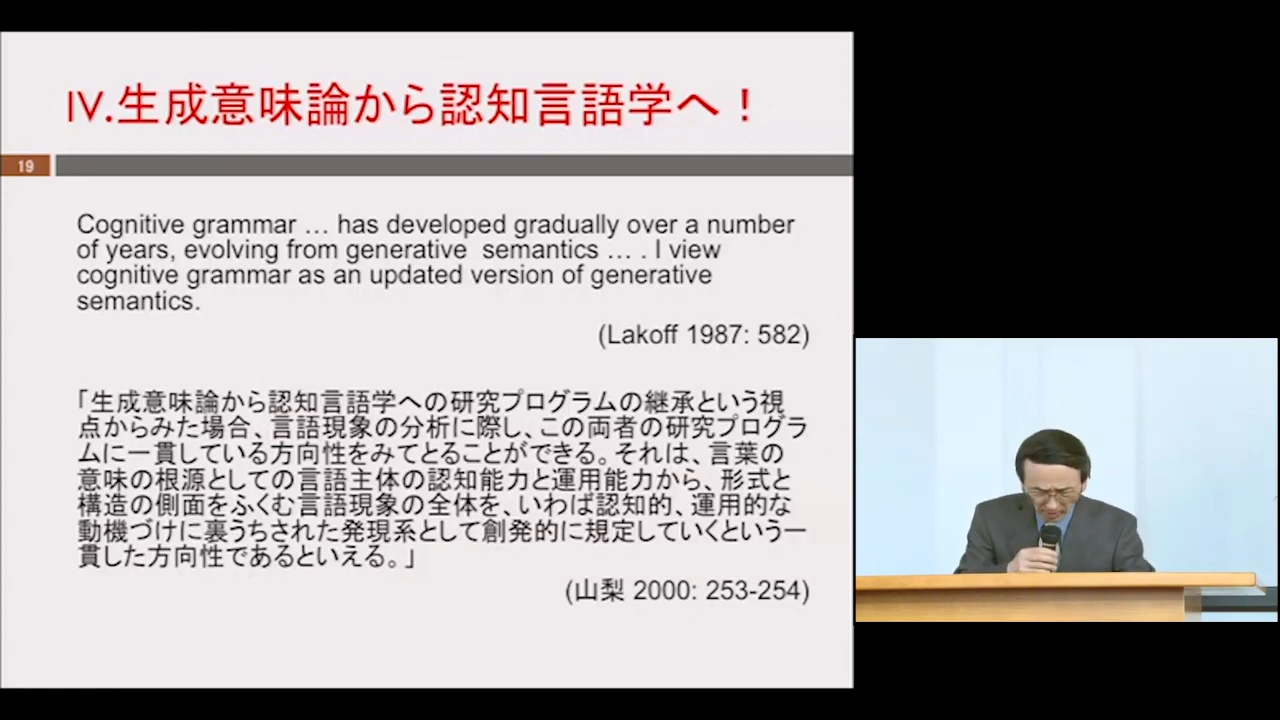 IV.生成意味論から認知言語学へ！
19
Cognitive grammar … has developed gradually over a number
of years, evolving from generative semantics … . I view
cognitive grammar as an updated version of generative
semantics.
(Lakoff 1987: 582)
「生成意味論から認知言語学への研究プログラムの継承という視
点からみた場合、言語現象の分析に際し、この両者の研究プログラ
ムに一貫している方向性をみてとることができる。それは、言葉の
意味の根源としての言語主体の認知能力と運用能力から、形式と
構造の側面をふくむ言語現象の全体を、いわば認知的、運用的な
動機づけに裏うちされた発現系として創発的に規定していくという一
貫した方向性であるといえる。」
(山梨 2000: 253-254)